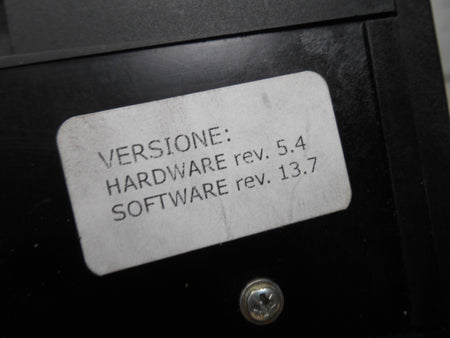 VERSIONE:
HARDWARE rev. 5.4
SOFTWARE rev. 13.7